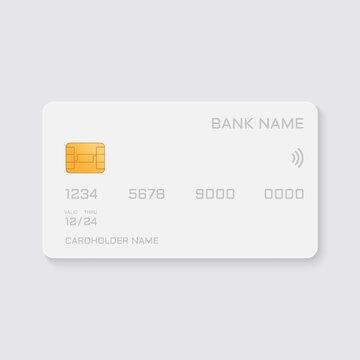 BANK NAME
1234 5678 9000 0000
VALID THRU
12/24
CARDHOLDER NAME